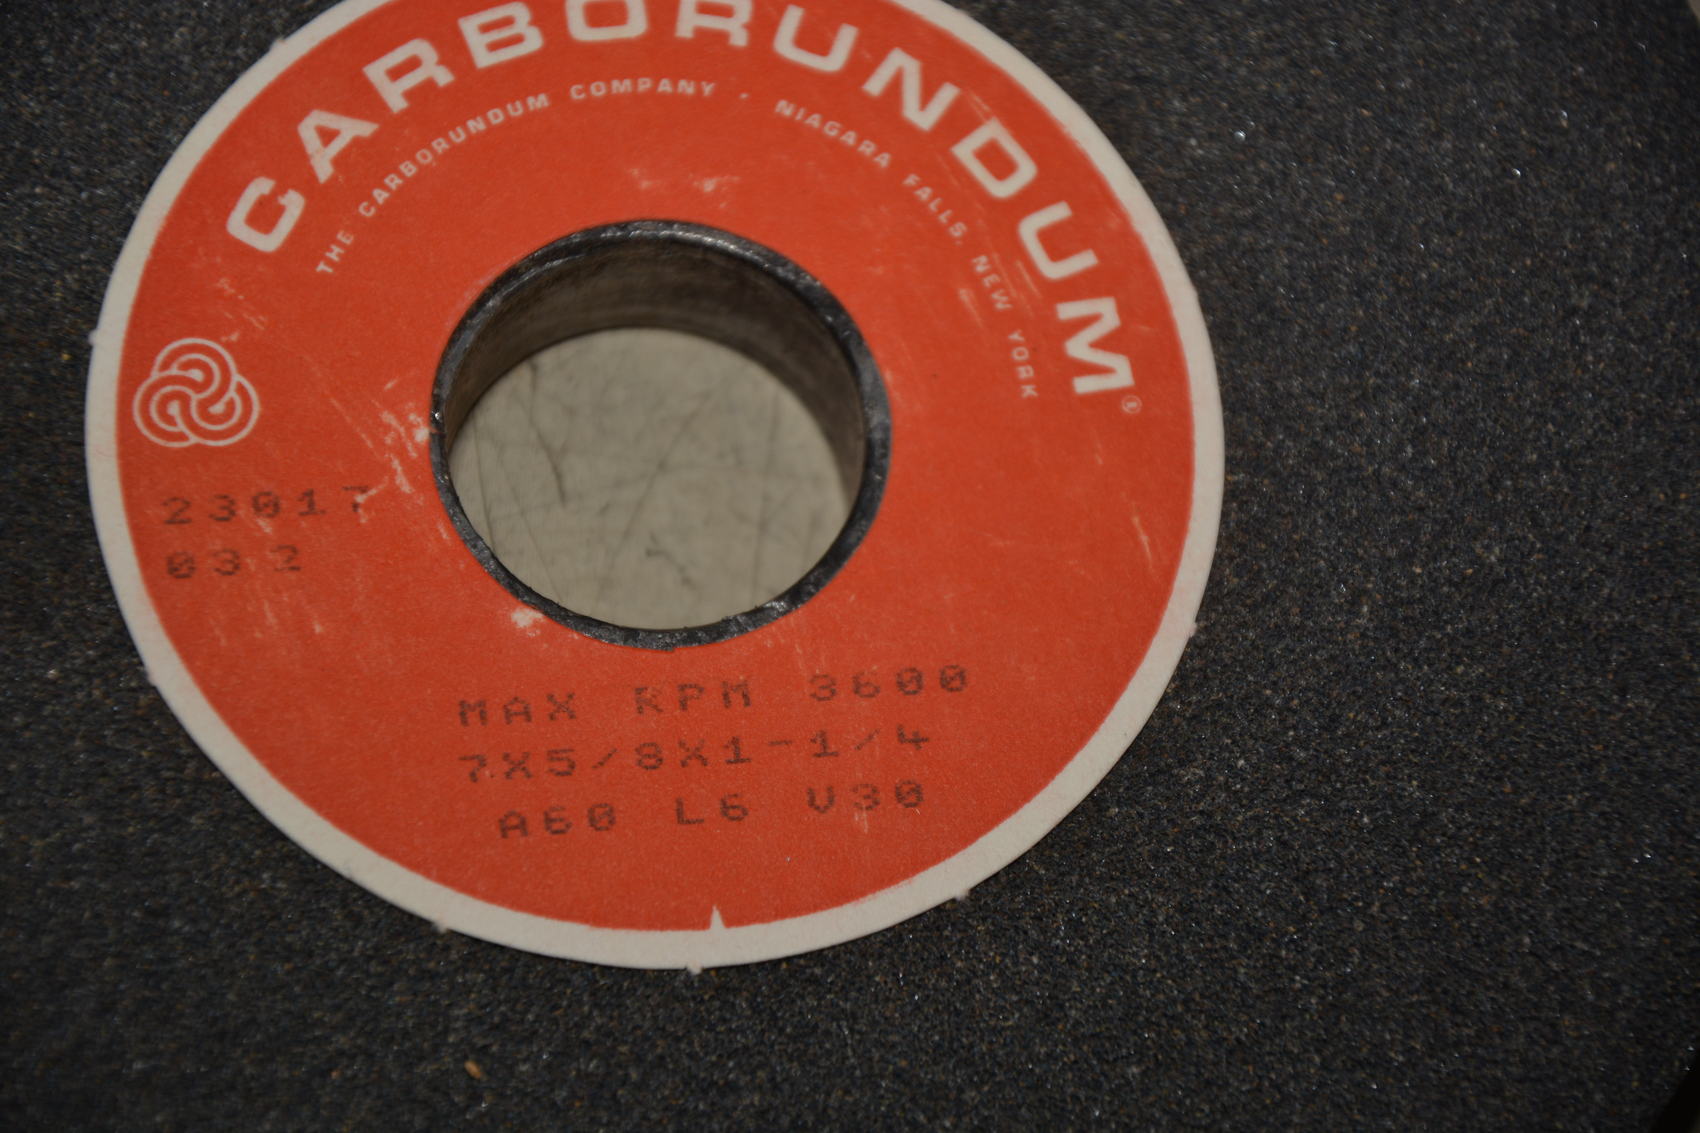 CARBORUNDUM®
THE CARBORUNDUM COMPANY · NIAGARA FALLS, NEW YORK
23017
032
MAX RPM 3600
7X5/8X1-1/4
A60 L6 V30